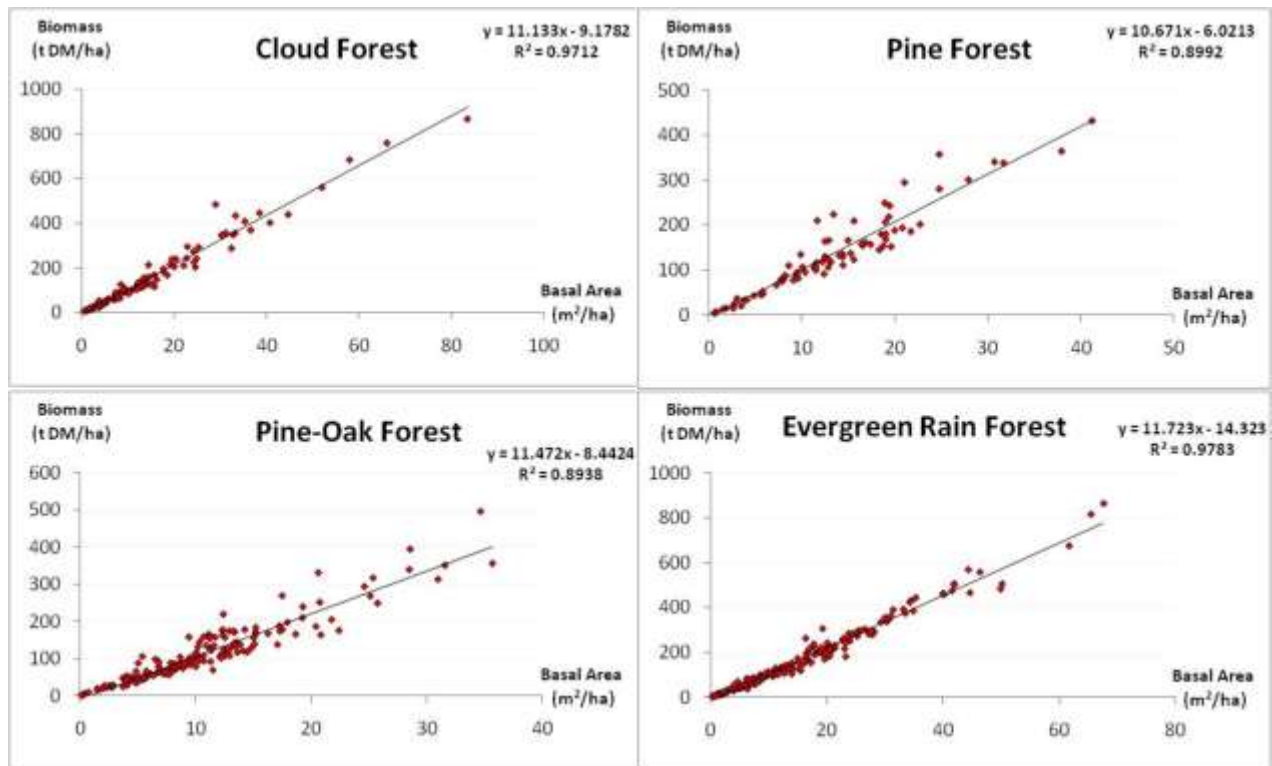 Biomass
(t DM/ha)
Cloud Forest
y = 11.133x - 9.1782
R² = 0.9712
1000
800
600
400
200
0
0 20 40 60 80 100
Basal Area
(m²/ha)
Biomass
(t DM/ha)
Pine Forest
y = 10.671x - 6.0213
R² = 0.8992
500
400
300
200
100
0
0 10 20 30 40 50
Basal Area
(m²/ha)
Biomass
(t DM/ha)
Pine-Oak Forest
y = 11.472x - 8.4424
R² = 0.8938
600
500
400
300
200
100
0
0 10 20 30 40
Basal Area
(m²/ha)
Biomass
(t DM/ha)
Evergreen Rain Forest
y = 11.723x - 14.323
R² = 0.9783
1000
800
600
400
200
0
0 20 40 60 80
Basal Area
(m²/ha)